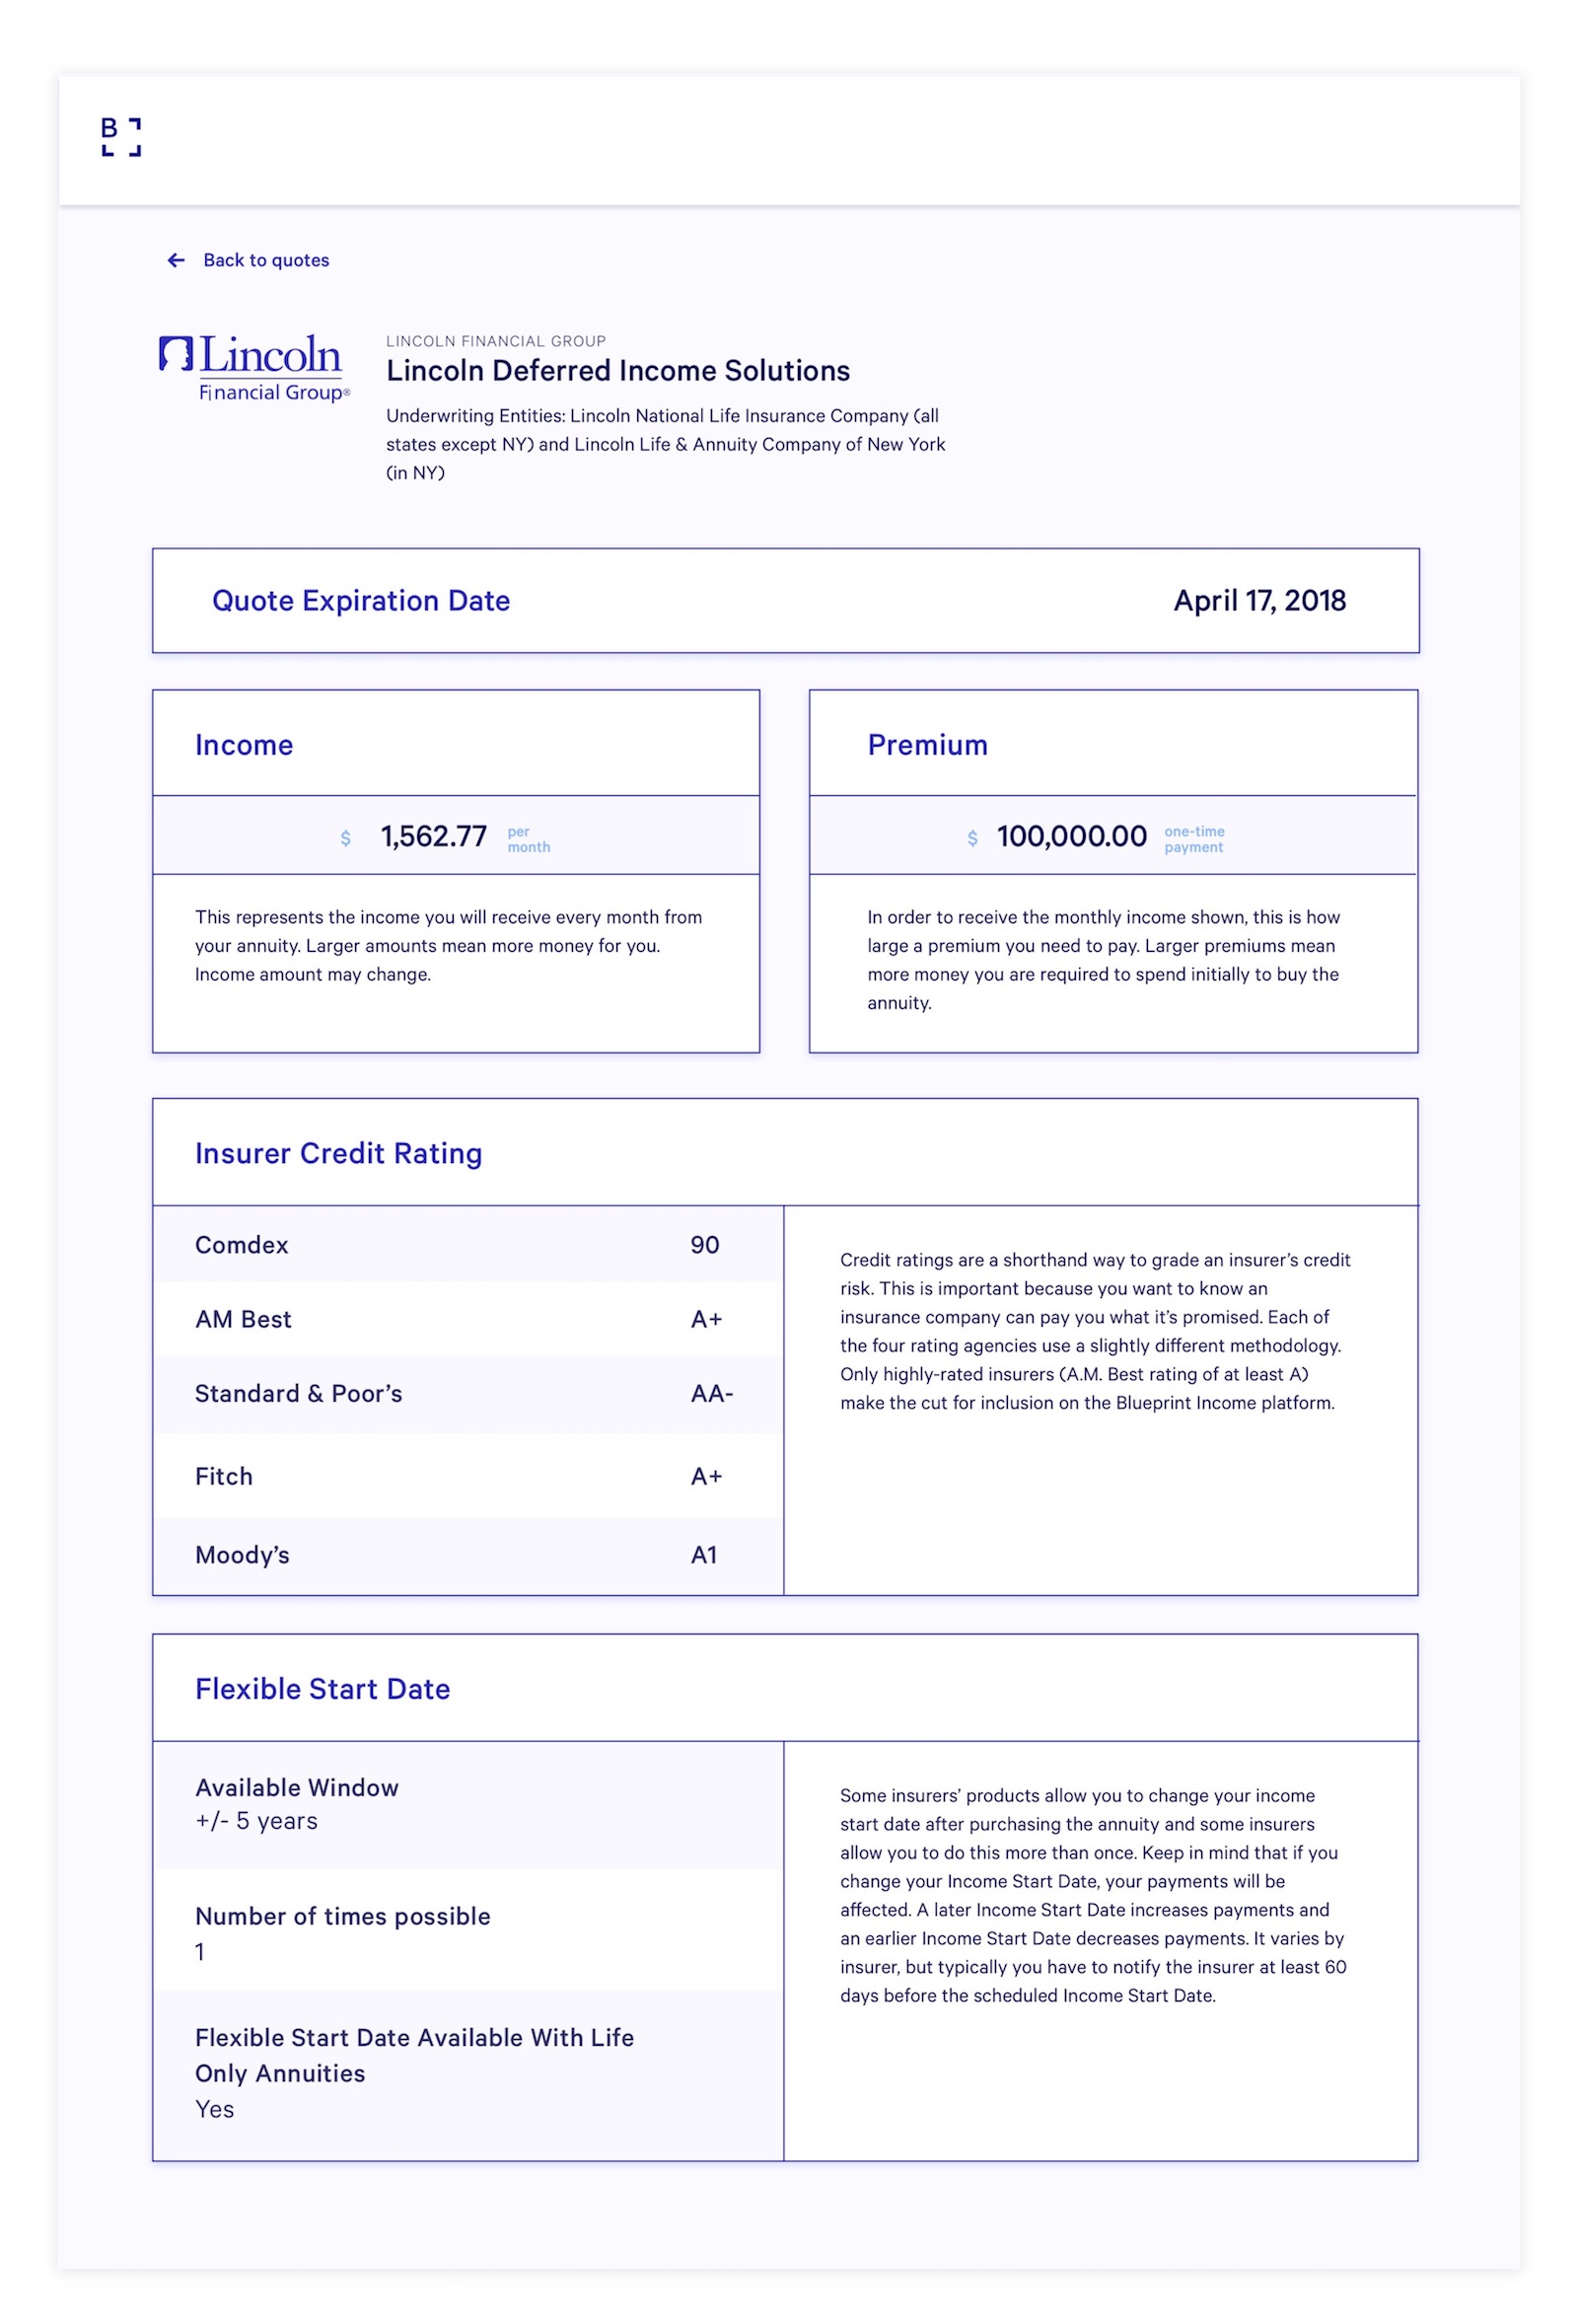 B
← Back to quotes
Lincoln
Financial Group®
LINCOLN FINANCIAL GROUP
Lincoln Deferred Income Solutions
Underwriting Entities: Lincoln National Life Insurance Company (all
states except NY) and Lincoln Life & Annuity Company of New York
(in NY)
Quote Expiration Date
April 17, 2018
Income
$ 1,562.77 per
month
This represents the income you will receive every month from
your annuity. Larger amounts mean more money for you.
Income amount may change.
Premium
$ 100,000.00 one-time
payment
In order to receive the monthly income shown, this is how
large a premium you need to pay. Larger premiums mean
more money you are required to spend initially to buy the
annuity.
Insurer Credit Rating
Comdex 90
AM Best A+
Standard & Poor’s AA-
Fitch A+
Moody’s A1
Credit ratings are a shorthand way to grade an insurer’s credit
risk. This is important because you want to know an
insurance company can pay you what it’s promised. Each of
the four rating agencies use a slightly different methodology.
Only highly-rated insurers (A.M. Best rating of at least A)
make the cut for inclusion on the Blueprint Income platform.
Flexible Start Date
Available Window
+/- 5 years
Number of times possible
1
Flexible Start Date Available With Life
Only Annuities
Yes
Some insurers’ products allow you to change your income
start date after purchasing the annuity and some insurers
allow you to do this more than once. Keep in mind that if you
change your Income Start Date, your payments will be
affected. A later Income Start Date increases payments and
an earlier Income Start Date decreases payments. It varies by
insurer, but typically you have to notify the insurer at least 60
days before the scheduled Income Start Date.